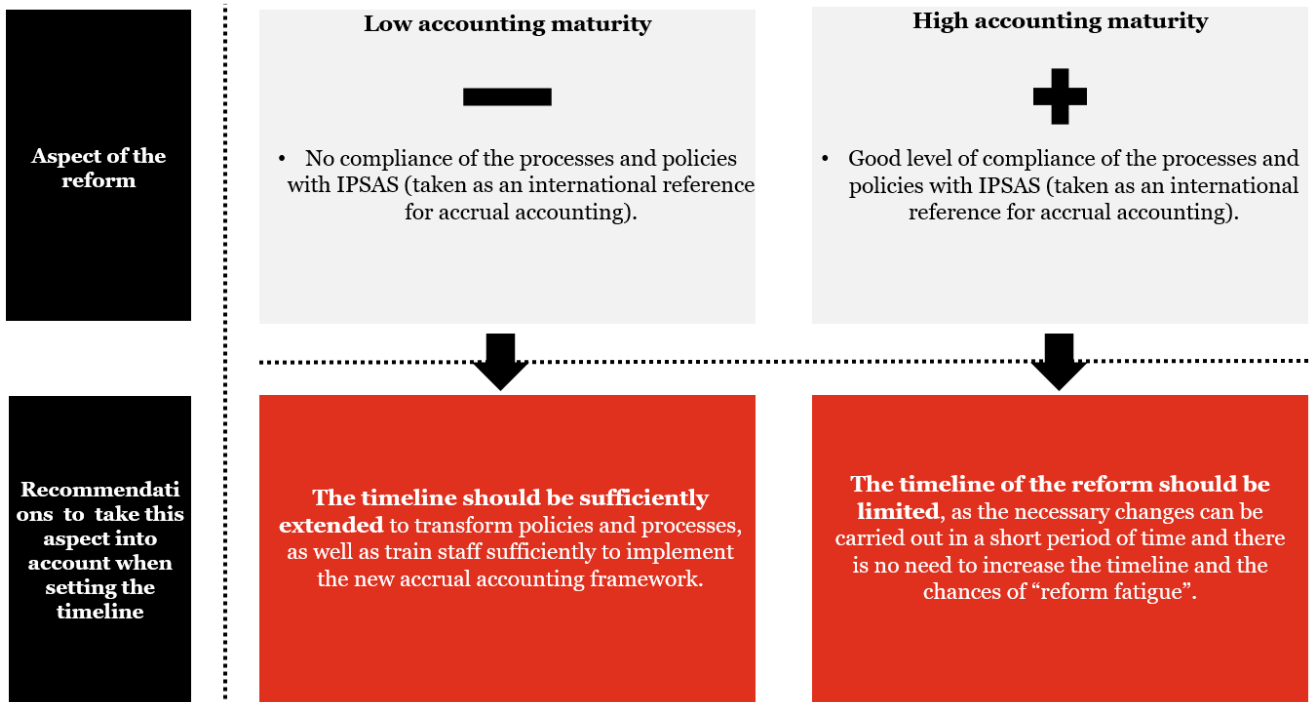 Aspect of the
reform
Low accounting maturity
• No compliance of the processes and policies
with IPSAS (taken as an international reference
for accrual accounting).
High accounting maturity
• Good level of compliance of the processes and
policies with IPSAS (taken as an international
reference for accrual accounting).
Recommendati
ons to take this
aspect into
account when
setting the
timeline
The timeline should be sufficiently
extended to transform policies and processes,
as well as train staff sufficiently to implement
the new accrual accounting framework.
The timeline of the reform should be
limited, as the necessary changes can be
carried out in a short period of time and there
is no need to increase the timeline and the
chances of “reform fatigue”.